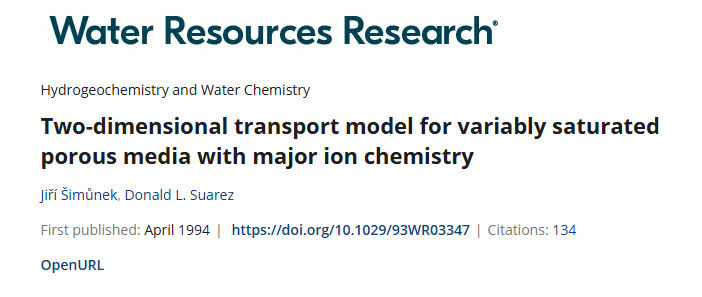 Water Resources Research®
Hydrogeochemistry and Water Chemistry
Two-dimensional transport model for variably saturated
porous media with major ion chemistry
Jiří Šimůnek, Donald L. Suarez
First published: April 1994 | https://doi.org/10.1029/93WR03347 | Citations: 134
OpenURL